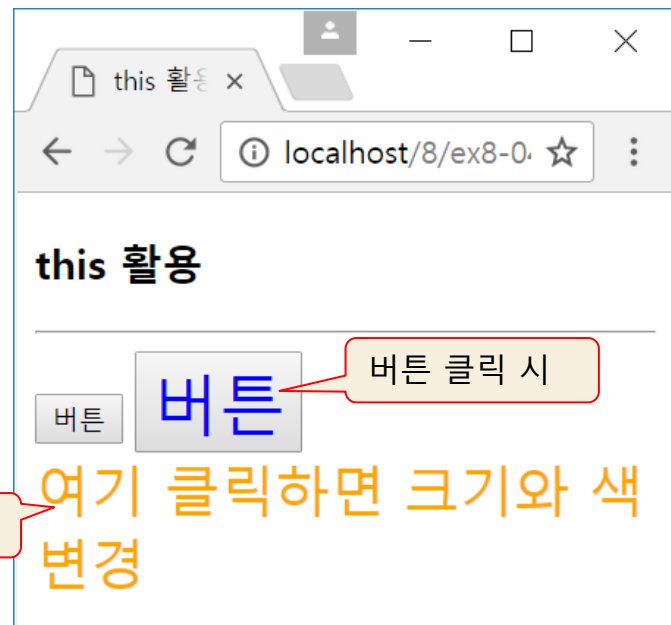 this 활용
localhost/8/ex8-04
this 활용
버튼 클릭 시
버튼 버튼
여기 클릭하면 크기와 색
변경